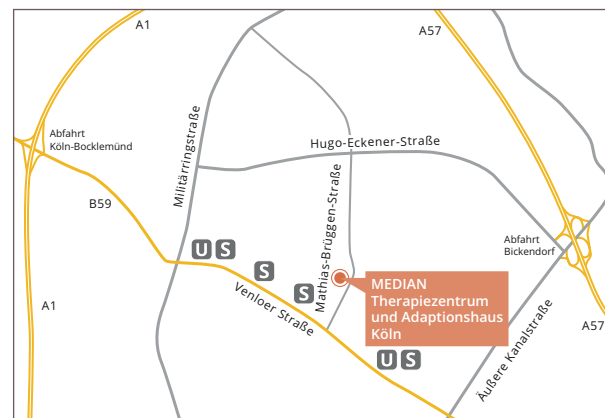 A1
A57
Abfahrt
Köln-Bocklemünd
Militärringstraße
Hugo-Eckener-Straße
B59
Mathias-Brüggen-Straße
U S
S
S
Venloer Straße
Abfahrt
Bickendorf
MEDIAN
Therapiezentrum
und Adaptionshaus
Köln
A1
A57
Äußere Kanalstraße
U S